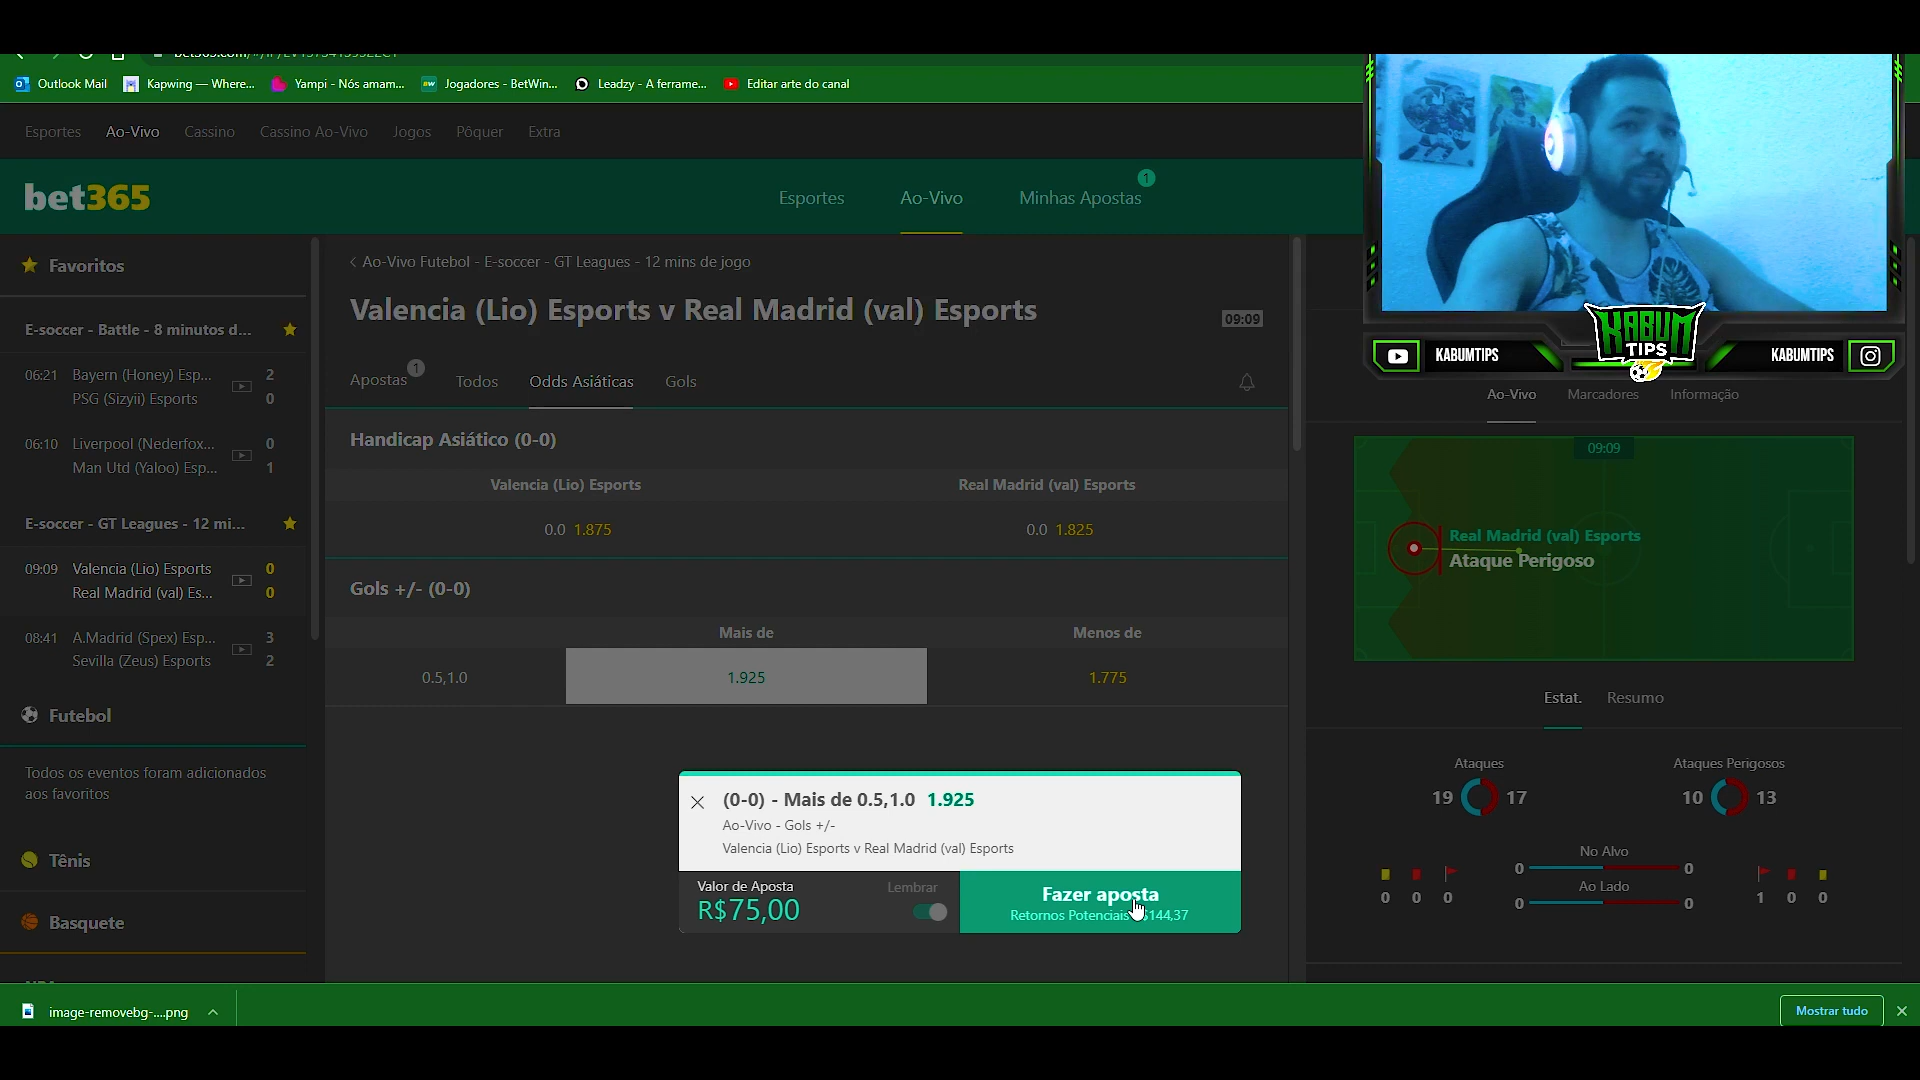 Outlook Mail
Kapwing — Where...
Yampi - Nós amam...
Jogadores - BetWin...
Leadzy - A ferrame...
Editar arte do canal
Esportes
Ao-Vivo
Cassino
Cassino Ao-Vivo
Jogos
Pôquer
Extra
bet365
Esportes
Ao-Vivo
Minhas Apostas
1
Favoritos
E-soccer - Battle - 8 minutos d...
06:21 Bayern (Honey) Esp... 2
PSG (Sizyii) Esports 0
06:10 Liverpool (Nederfox... 0
Man Utd (Yaloo) Esp... 1
E-soccer - GT Leagues - 12 mi...
09:09 Valencia (Lio) Esports 0
Real Madrid (val) Es... 0
08:41 A.Madrid (Spex) Esp... 3
Sevilla (Zeus) Esports 2
Futebol
Todos os eventos foram adicionados
aos favoritos
Tênis
Basquete
< Ao-Vivo Futebol - E-soccer - GT Leagues - 12 mins de jogo
Valencia (Lio) Esports v Real Madrid (val) Esports
09:09
Apostas 1
Todos
Odds Asiáticas
Gols
Handicap Asiático (0-0)
Valencia (Lio) Esports
Real Madrid (val) Esports
0.0 1.875
0.0 1.825
Gols +/- (0-0)
Mais de
Menos de
0.5,1.0
1.925
1.775
(0-0) - Mais de 0.5,1.0 1.925
Ao-Vivo - Gols +/-
Valencia (Lio) Esports v Real Madrid (val) Esports
Valor de Aposta
R$75,00
Lembrar
Fazer aposta
Retornos Potenciais
144,37
KABUMTIPS
KABUM
TIPS
KABUMTIPS
Ao-Vivo
Marcadores
Informação
09:09
Real Madrid (val) Esports
Ataque Perigoso
Estat.
Resumo
Ataques
19 17
Ataques Perigosos
10 13
No Alvo
0 0
Ao Lado
0 0
0 0 0
1 0 0
image-removebg-....png
Mostrar tudo